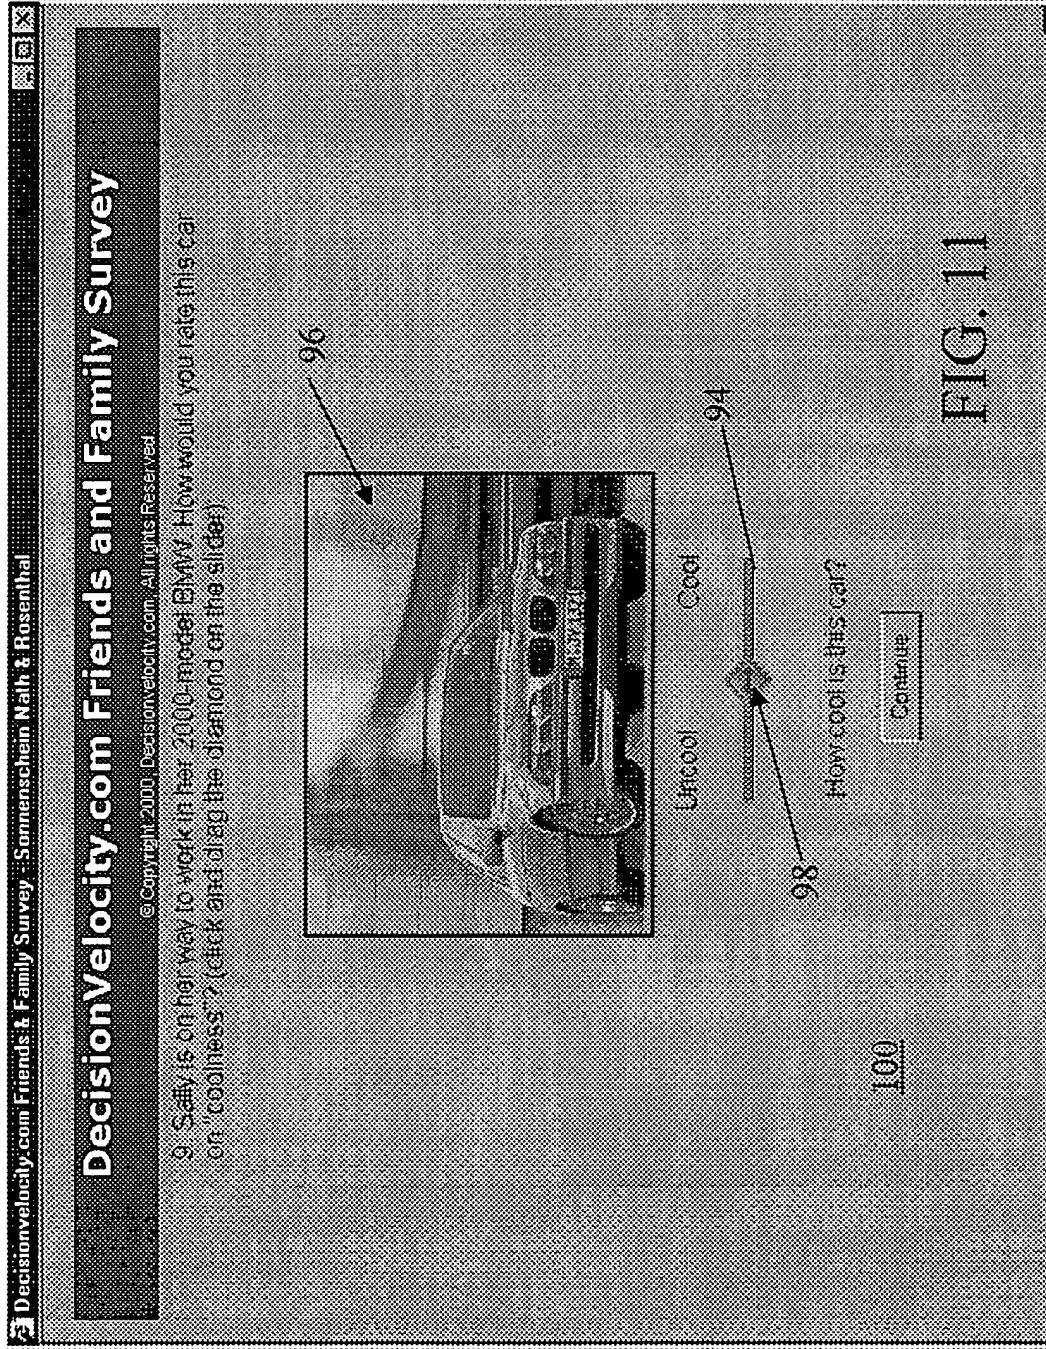 Decisionvelocity.com Friends & Family Survey - Sonnenschein Nath & Rosenthal
DecisionVelocity.com Friends and Family Survey
© Copyright 2000, Decisionvelocity.com, All rights Reserved
9. Sally is on her way to work in her 2000-model BMW. How would you rate this car
on "coolness"? (click and drag the diamond on the slider)
96
Uncool Cool
94
98
How cool is this car?
Continue
100
FIG. 11